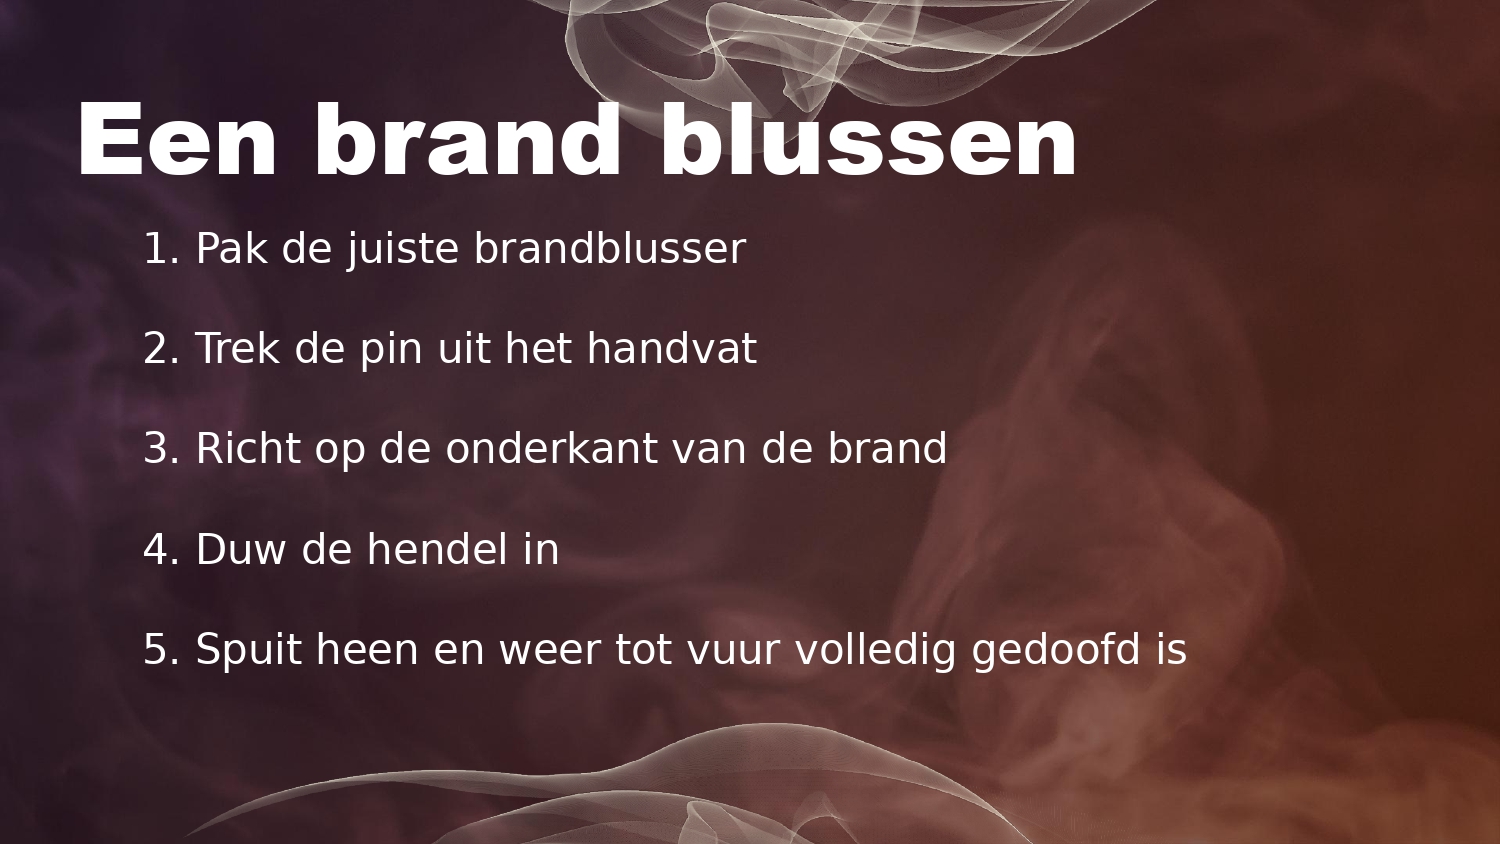 Een brand blussen
1. Pak de juiste brandblusser
2. Trek de pin uit het handvat
3. Richt op de onderkant van de brand
4. Duw de hendel in
5. Spuit heen en weer tot vuur volledig gedoofd is